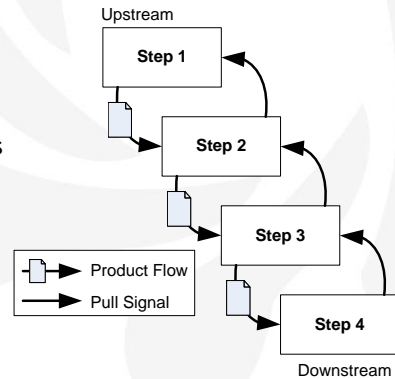 Upstream
Step 1
s
Step 2
Step 3
Product Flow
Pull Signal
Step 4
Downstream